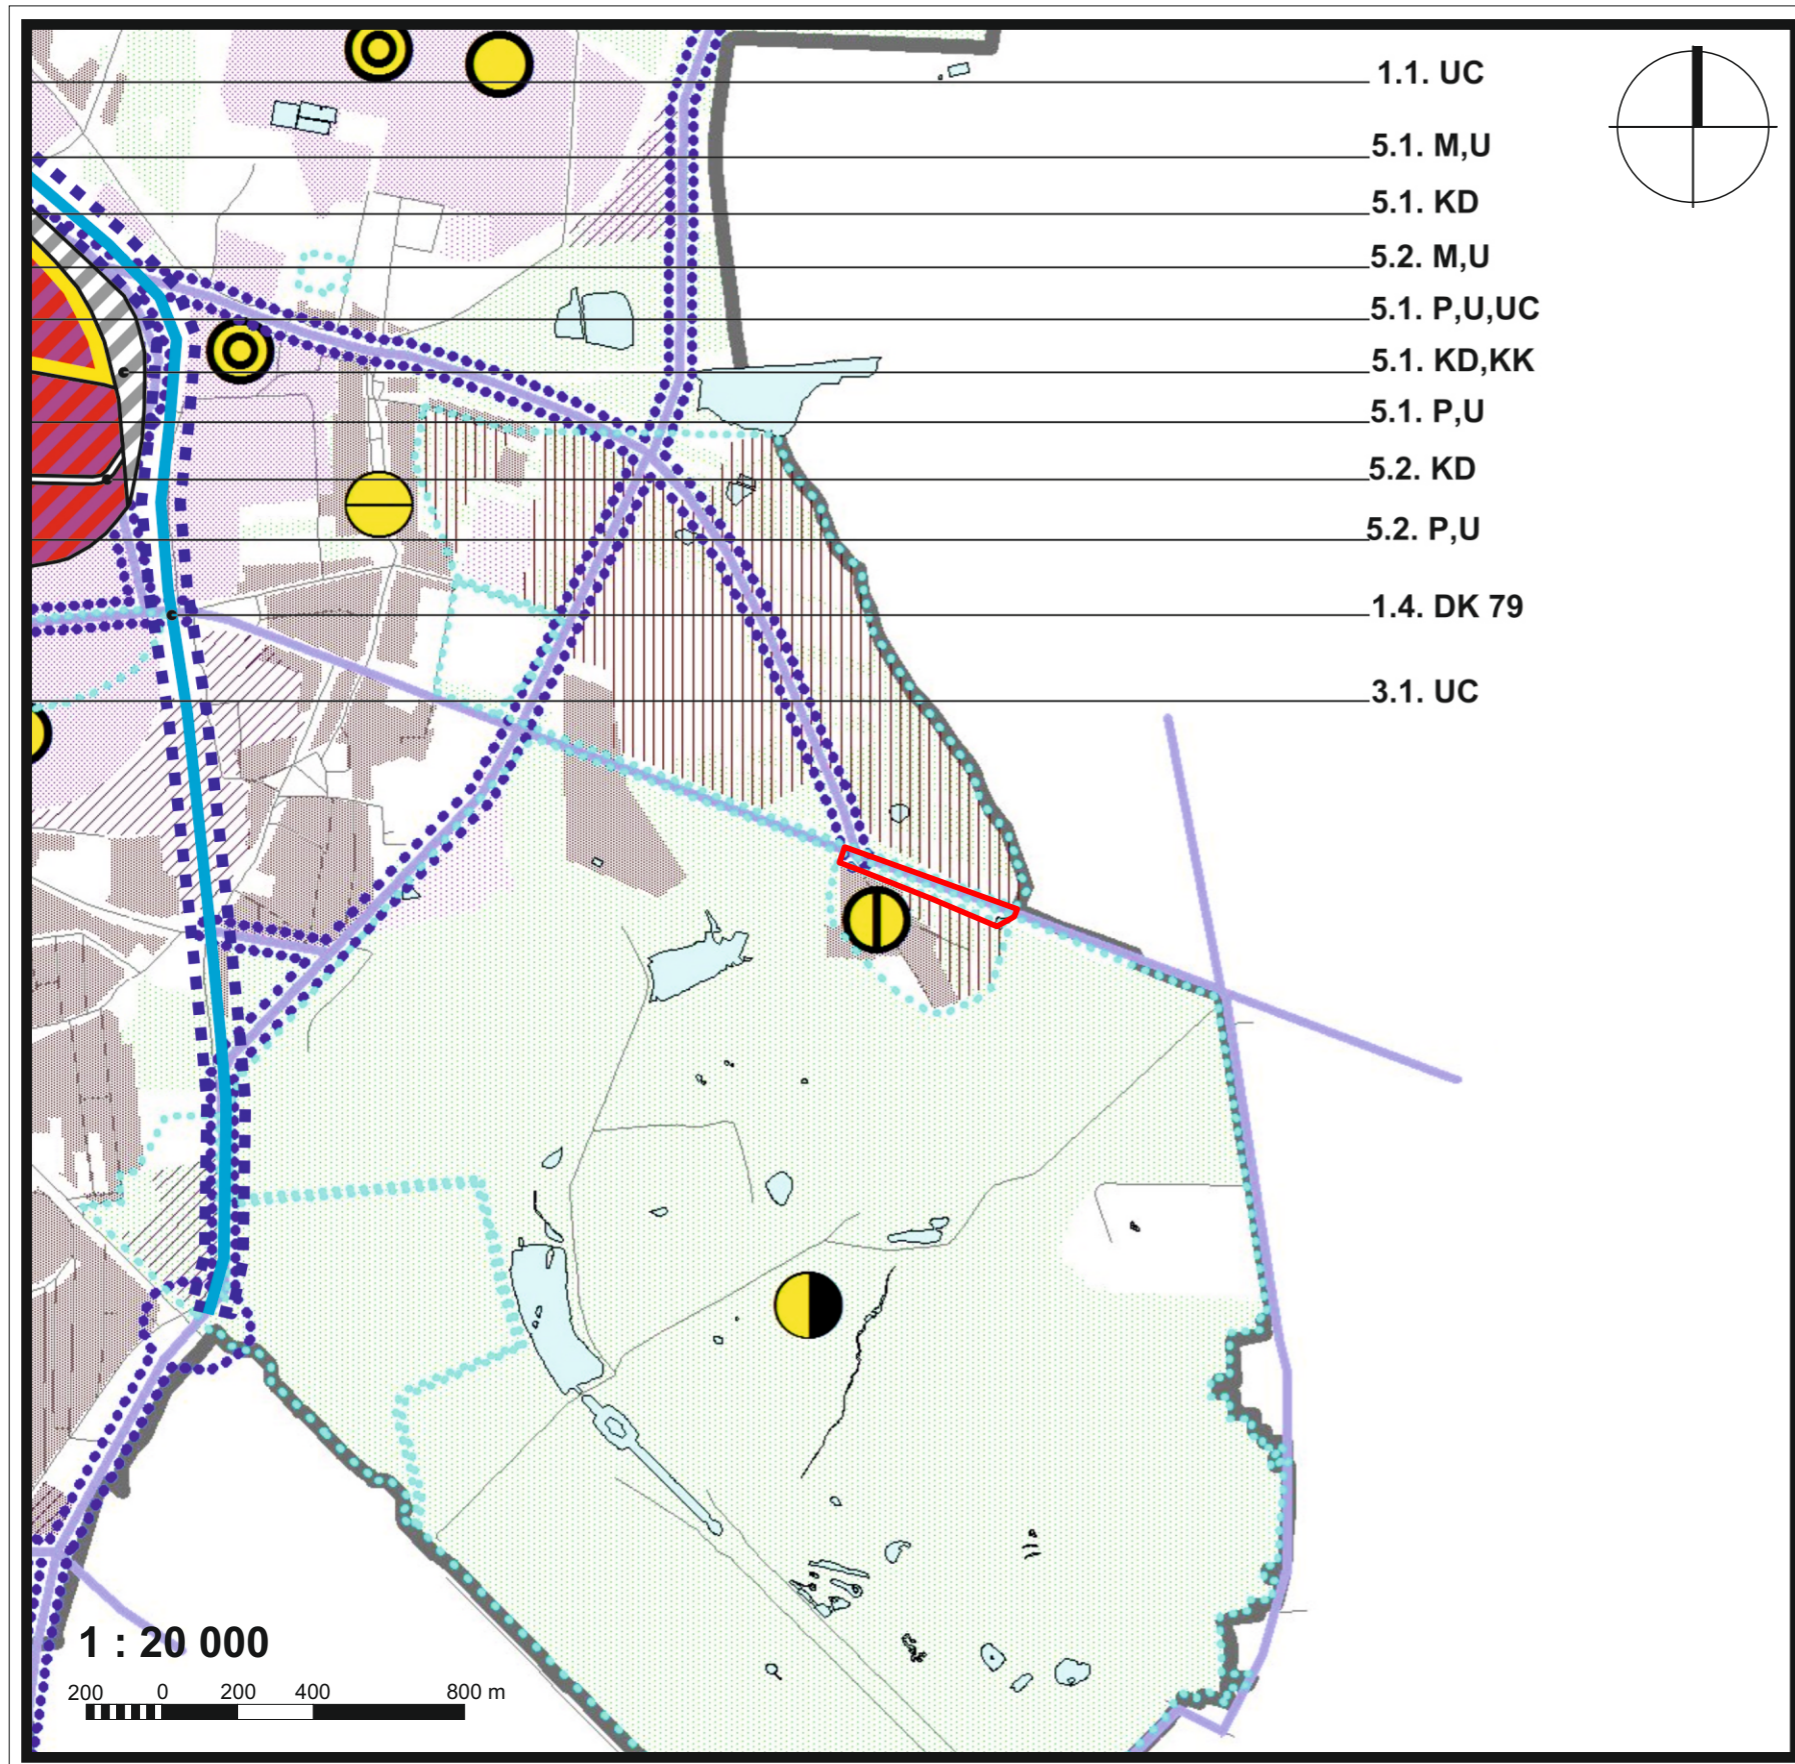 1.1. UC
5.1. M,U
5.1. KD
5.2. M,U
5.1. P,U,UC
5.1. KD,KK
5.1. P,U
5.2. KD
5.2. P,U
1.4. DK 79
3.1. UC
1 : 20 000
200 0 200 400 800 m